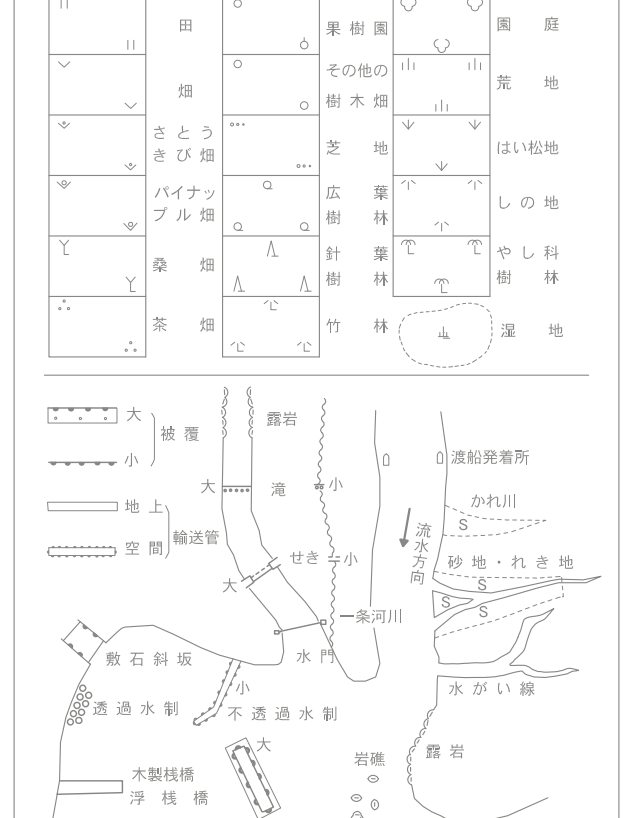 田
畑
さとう
きび畑
パイナッ
プル畑
桑畑
茶畑
果樹園
その他の
樹木畑
芝地
広葉
樹林
針葉
樹林
竹林
園庭
荒地
はい松地
しの地
やし科
樹林
湿地
大
被覆
小
地上
輸送管
空間
露岩
大
滝
小
せき
小
大
一条河川
水門
渡船発着所
かれ川
S
流水方向
砂地・れき地
S
S
S
敷石斜坂
小
透過水制
不透過水制
大
水がい線
露岩
岩礁
木製桟橋
浮桟橋